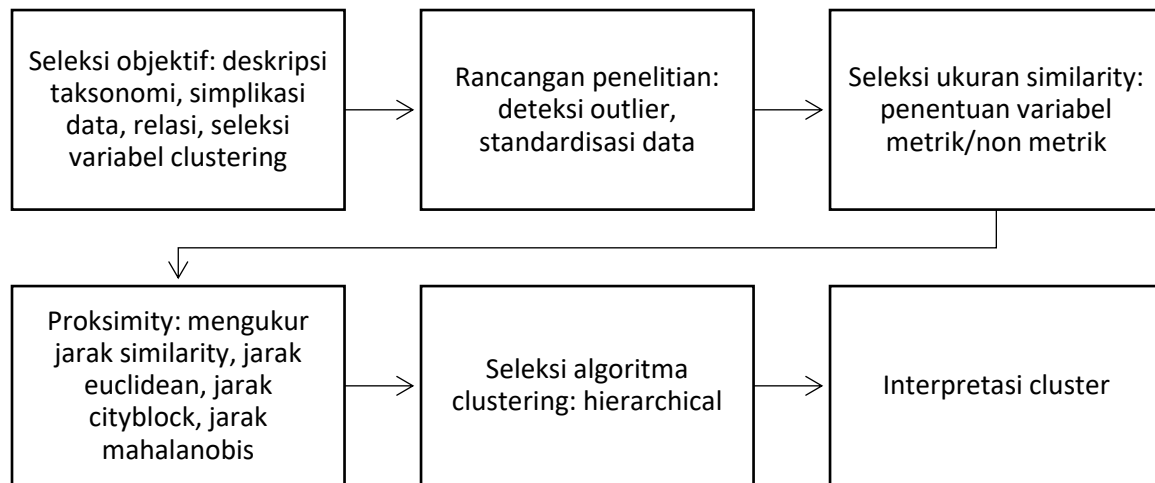 Seleksi objektif: deskripsi
taksonomi, simplikasi
data, relasi, seleksi
variabel clustering
Rancangan penelitian:
deteksi outlier,
standardisasi data
Seleksi ukuran similarity:
penentuan variabel
metrik/non metrik
Proksimity: mengukur
jarak similarity, jarak
euclidean, jarak
cityblock, jarak
mahalanobis
Seleksi algoritma
clustering: hierarchical
Interpretasi cluster